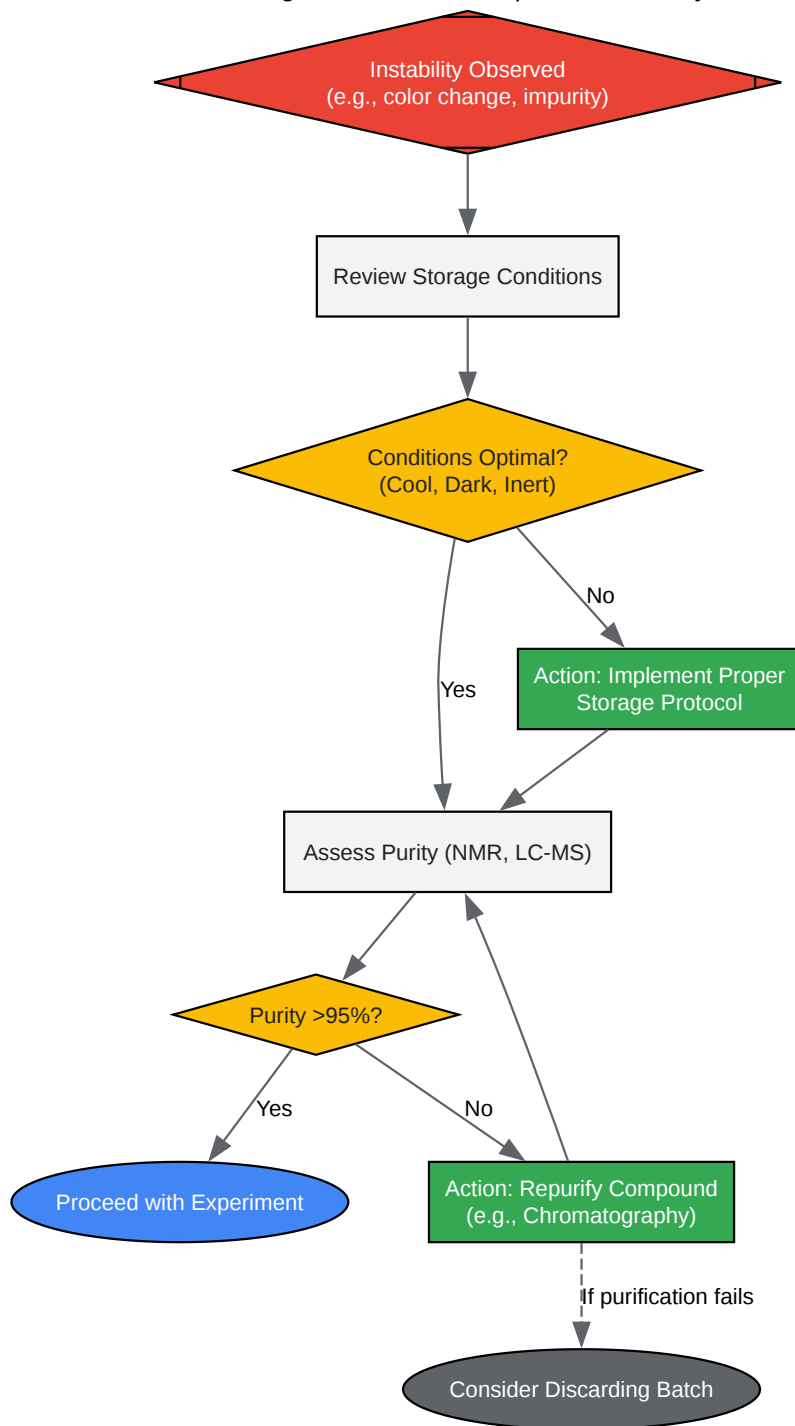 Instability Observed
(e.g., color change, impurity)
Review Storage Conditions
Conditions Optimal?
(Cool, Dark, Inert)
No
Action: Implement Proper
Storage Protocol
Yes
Assess Purity (NMR, LC-MS)
Purity >95%?
Yes
No
Proceed with Experiment
Action: Repurify Compound
(e.g., Chromatography)
If purification fails
Consider Discarding Batch